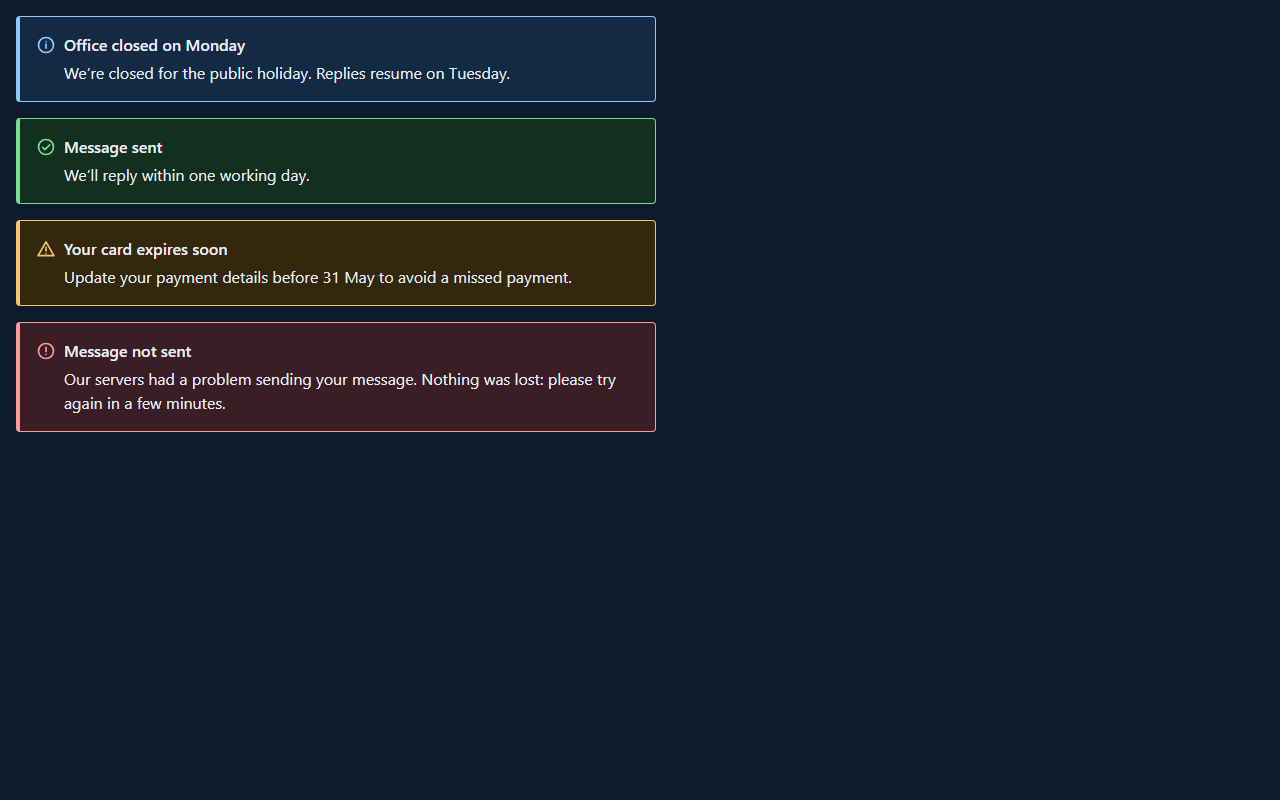 Office closed on Monday
We’re closed for the public holiday. Replies resume on Tuesday.
Message sent
We’ll reply within one working day.
Your card expires soon
Update your payment details before 31 May to avoid a missed payment.
Message not sent
Our servers had a problem sending your message. Nothing was lost: please try
again in a few minutes.